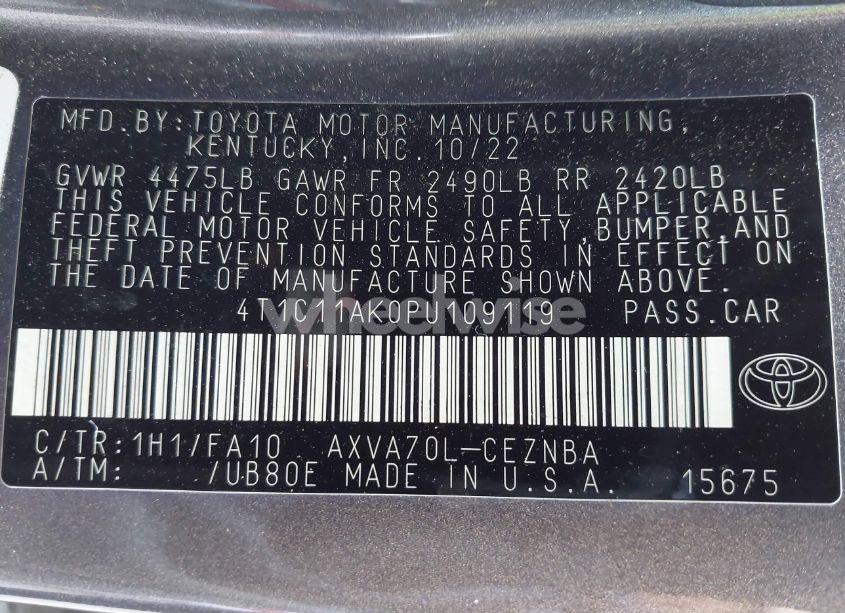 MFD.BY:TOYOTA MOTOR MANUFACTURING,
KENTUCKY,INC.10/22
GVWR 4475LB GAWR FR 2490LB RR 2420LB
THIS VEHICLE CONFORMS TO ALL APPLICABLE
FEDERAL MOTOR VEHICLE SAFETY,BUMPER,AND
THEFT PREVENTION STANDARDS IN EFFECT ON
THE DATE OF MANUFACTURE SHOWN ABOVE.
PASS.CAR
wheelwise
C/TR:1H1/FA10 AXVA70L-CEZNBA
A/TM: /UB80E MADE IN U.S.A. 15675